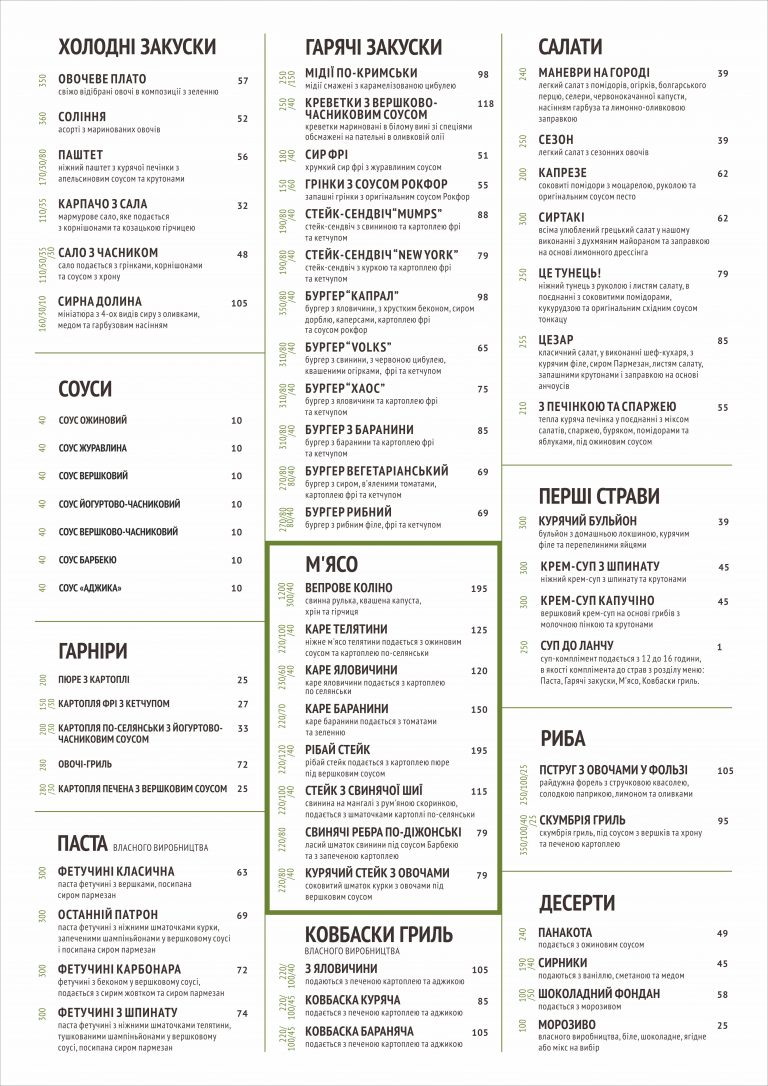 ХОЛОДНІ ЗАКУСКИ
350 ОВОЧЕВЕ ПЛАТО 57
свіжо відібрані овочі в композиції з зеленню
360 СОЛІННЯ 52
асорті з маринованих овочів
170/30/80 ПАШТЕТ 56
ніжний паштет з курячої печінки з
апельсиновим соусом та крутонами
110/35 КАРПАЧО З САЛА 32
мармурове сало, яке подається
з корнішонами та козацькою гірчицею
110/50/35/30 САЛО З ЧАСНИКОМ 48
сало подається з грінками, корнішонами
та соусом з хрону
160/30/10 СИРНА ДОЛИНА 105
мініатюра з 4-ох видів сиру з оливками,
медом та гарбузовим насінням
СОУСИ
40 СОУС ОЖИНОВИЙ 10
40 СОУС ЖУРАВЛИНА 10
40 СОУС ВЕРШКОВИЙ 10
40 СОУС ЙОГУРТОВО-ЧАСНИКОВИЙ 10
40 СОУС ВЕРШКОВО-ЧАСНИКОВИЙ 10
40 СОУС БАРБЕКЮ 10
40 СОУС «АДЖИКА» 10
ГАРНІРИ
200 ПЮРЕ З КАРТОПЛІ 25
150/30 КАРТОПЛЯ ФРІ З КЕТЧУПОМ 27
200/30 КАРТОПЛЯ ПО-СЕЛЯНСЬКИ З ЙОГУРТОВО- 33
ЧАСНИКОВИМ СОУСОМ
280 ОВОЧІ-ГРИЛЬ 72
280/30 КАРТОПЛЯ ПЕЧЕНА З ВЕРШКОВИМ СОУСОМ 25
ПАСТА ВЛАСНОГО ВИРОБНИЦТВА
300 ФЕТУЧИНІ КЛАСИЧНА 63
паста фетучині з вершками, посипана
сиром пармезан
300 ОСТАННІЙ ПАТРОН 69
паста фетучині з ніжними шматочками курки,
запеченими шампіньйонами у вершковому соусі
і посипана сиром пармезан
300 ФЕТУЧИНІ КАРБОНАРА 72
фетучині з беконом у вершковому соусі,
подається з сирим жовтком та сиром пармезан
300 ФЕТУЧИНІ З ШПИНАТУ 74
паста фетучині з ніжними шматочками телятини,
тушкованими шампіньйонами у вершковому
соусі, посипана сиром пармезан
ГАРЯЧІ ЗАКУСКИ
250/150 МІДІЇ ПО-КРИМСЬКИ 98
мідії смажені з карамелізованою цибулею
250/40 КРЕВЕТКИ З ВЕРШКОВО- 118
ЧАСНИКОВИМ СОУСОМ
креветки мариновані в білому вині зі спеціями
обсмажені на пательні в оливковій олії
180/40 СИР ФРІ 51
хрумкий сир фрі з журавлиним соусом
150/60 ГРІНКИ З СОУСОМ РОКФОР 55
запашні грінки з оригінальним соусом Рокфор
190/80/40 СТЕЙК-СЕНДВІЧ "MUMPS" 88
стейк-сендвіч з свининою та картоплею фрі
та кетчупом
190/80/40 СТЕЙК-СЕНДВІЧ "NEW YORK" 79
стейк-сендвіч з куркою та картоплею фрі
та кетчупом
350/80/40 БУРГЕР "КАПРАЛ" 98
бургер з яловичини, з хрустким беконом, сиром
дорблю, каперсами, картоплею фрі
та соусом рокфор
310/80/40 БУРГЕР "VOLKS" 65
бургер з свинини, з червоною цибулею,
квашеними огірками, фрі та кетчупом
310/80/40 БУРГЕР "ХАОС" 75
бургер з яловичини та картоплею фрі
та кетчупом
310/80/40 БУРГЕР З БАРАНИНИ 85
бургер з баранини та картоплею фрі
та кетчупом
270/80/80/40 БУРГЕР ВЕГЕТАРІАНСЬКИЙ 69
бургер з сиром, в'яленими томатами,
картоплею фрі та кетчупом
270/80/80/40 БУРГЕР РИБНИЙ 69
бургер з рибним філе, фрі та кетчупом
М'ЯСО
1200/300/40 ВЕПРОВЕ КОЛІНО 195
свинна рулька, квашена капуста,
хрін та гірчиця
220/100/40 КАРЕ ТЕЛЯТИНИ 125
ніжне м'ясо телятини подається з ожиновим
соусом та картоплею по-селянськи
230/60/40 КАРЕ ЯЛОВИЧИНИ 120
каре яловичини подається з картоплею
по селянськи
220/70 КАРЕ БАРАНИНИ 150
каре баранини подається з томатами
та зеленню
220/120/40 РІБАЙ СТЕЙК 195
рібай стейк подається з картоплею пюре
під вершковим соусом
220/100/40 СТЕЙК З СВИНЯЧОЇ ШИЇ 115
свинина на мангалі з рум'яною скоринкою,
подається з шматочками картоплі по-селянськи
220/80 СВИНЯЧІ РЕБРА ПО-ДІЖОНСЬКІ 79
ласий шматок свинини під соусом Барбекю
та з запеченою картоплею
220/80/40 КУРЯЧИЙ СТЕЙК З ОВОЧАМИ 79
соковитий шматок курки з овочами під
вершковим соусом
КОВБАСКИ ГРИЛЬ
ВЛАСНОГО ВИРОБНИЦТВА
220/100/40 З ЯЛОВИЧИНИ 105
подаються з печеною картоплею та аджикою
220/100/45 КОВБАСКА КУРЯЧА 85
подається з печеною картоплею та аджикою
220/100/45 КОВБАСКА БАРАНЯЧА 105
подається з печеною картоплею та аджикою
САЛАТИ
240 МАНЕВРИ НА ГОРОДІ 39
легкий салат з помідорів, огірків, болгарського
перцю, селери, червонокачанної капусти,
насінням гарбуза та лимонно-оливковою
заправкою
250 СЕЗОН 39
легкий салат з сезонних овочів
200 КАПРЕЗЕ 62
соковиті помідори з моцарелою, руколою та
оригінальним соусом песто
300 СИРТАКІ 62
всіма улюблений грецький салат у нашому
виконанні з духмяним майораном та заправкою
на основі лимонного дрессінга
250 ЦЕ ТУНЕЦЬ! 79
ніжний тунець з руколою і листям салату, в
поєднанні з соковитими помідорами,
кукурудзою та оригінальним східним соусом
тонкацу
255 ЦЕЗАР 85
класичний салат, у виконанні шеф-кухаря, з
курячим філе, сиром Пармезан, листям салату,
запашними крутонами і заправкою на основі
анчоусів
210 З ПЕЧІНКОЮ ТА СПАРЖЕЮ 55
тепла куряча печінка у поєднанні з міксом
салатів, спаржею, буряком, помідорами та
яблуками, під ожиновим соусом
ПЕРШІ СТРАВИ
300 КУРЯЧИЙ БУЛЬЙОН 39
бульйон з домашньою локшиною, курячим
філе та перепелиними яйцями
300 КРЕМ-СУП З ШПИНАТУ 45
ніжний крем-суп з шпинату та крутонами
300 КРЕМ-СУП КАПУЧІНО 45
вершковий крем-суп на основі грибів з
молочною пінкою та крутонами
250 СУП ДО ЛАНЧУ 1
суп-комплімент подається з 12 до 16 години,
в якості комплімента до страв з розділу меню:
Паста, Гарячі закуски, М'ясо, Ковбаски гриль.
РИБА
250/100/25 ПСТРУГ З ОВОЧАМИ У ФОЛЬЗІ 105
райдужна форель з стручковою квасолею,
солодкою паприкою, лимоном та оливками
350/100/40/25 СКУМБРІЯ ГРИЛЬ 95
скумбрія гриль, під соусом з вершків та хрону
та печеною картоплею
ДЕСЕРТИ
240 ПАНАКОТА 49
подається з ожиновим соусом
190/40 СИРНИКИ 45
подаються з ваніллю, сметаною та медом
100/50 ШОКОЛАДНИЙ ФОНДАН 58
подається з морозивом
100 МОРОЗИВО 25
власного виробництва, біле, шоколадне, ягідне
або мікс на вибір